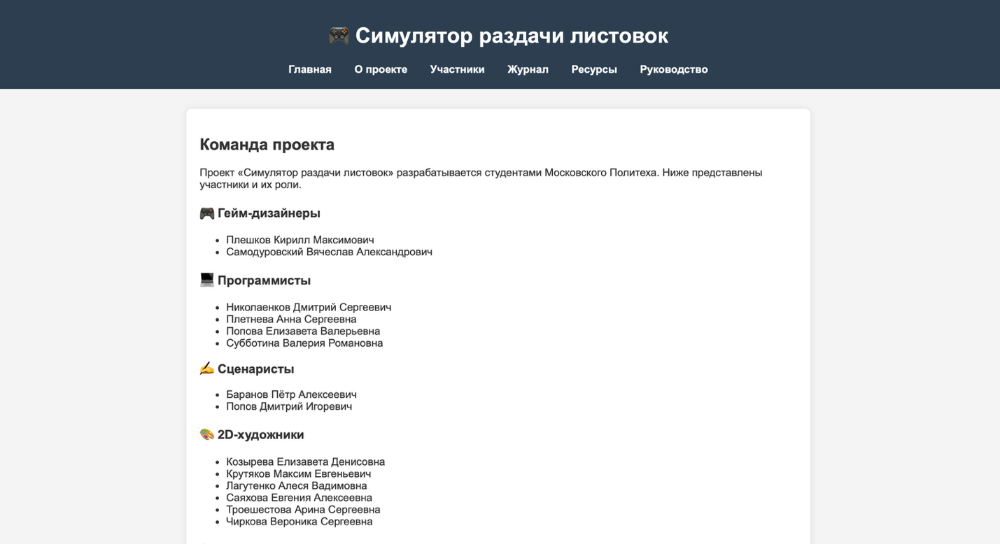 🎮 Симулятор раздачи листовок
Главная О проекте Участники Журнал Ресурсы Руководство
Команда проекта
Проект «Симулятор раздачи листовок» разрабатывается студентами Московского Политеха. Ниже представлены
участники и их роли.
🎮 Гейм-дизайнеры
• Плешков Кирилл Максимович
• Самодуровский Вячеслав Александрович
💻 Программисты
• Николаенков Дмитрий Сергеевич
• Плетнева Анна Сергеевна
• Попова Елизавета Валерьевна
• Субботина Валерия Романовна
✍️ Сценаристы
• Баранов Пётр Алексеевич
• Попов Дмитрий Игоревич
🎨 2D-художники
• Козырева Елизавета Денисовна
• Крутяков Максим Евгеньевич
• Лагутенко Алеся Вадимовна
• Саяхова Евгения Алексеевна
• Троешестова Арина Сергеевна
• Чиркова Вероника Сергеевна